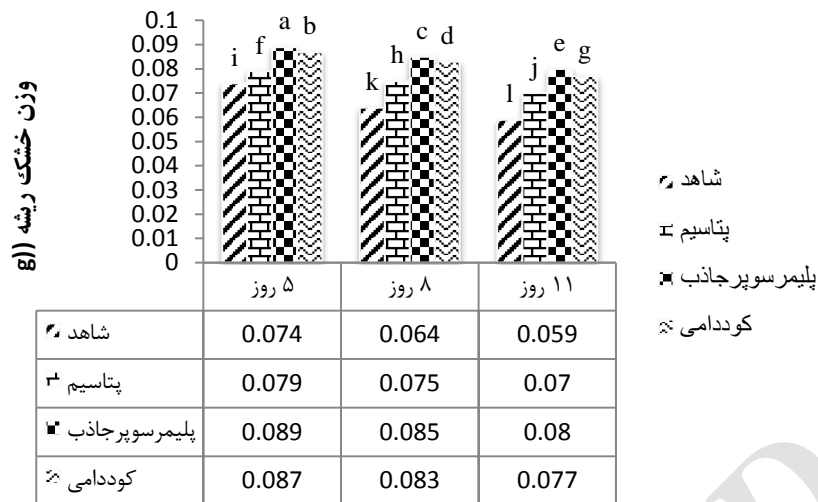 وزن خشک ریشه ((g
0.1
0.09
0.08
0.07
0.06
0.05
0.04
0.03
0.02
0.01
0
i f a b
k h c d
l j e g
۵ روز ۸ روز ۱۱ روز
شاهد 0.074 0.064 0.059
پتاسیم 0.079 0.075 0.07
پلیمرسوپرجاذب 0.089 0.085 0.08
کوددامی 0.087 0.083 0.077
شاهد
پتاسیم
پلیمرسوپرجاذب
کوددامی